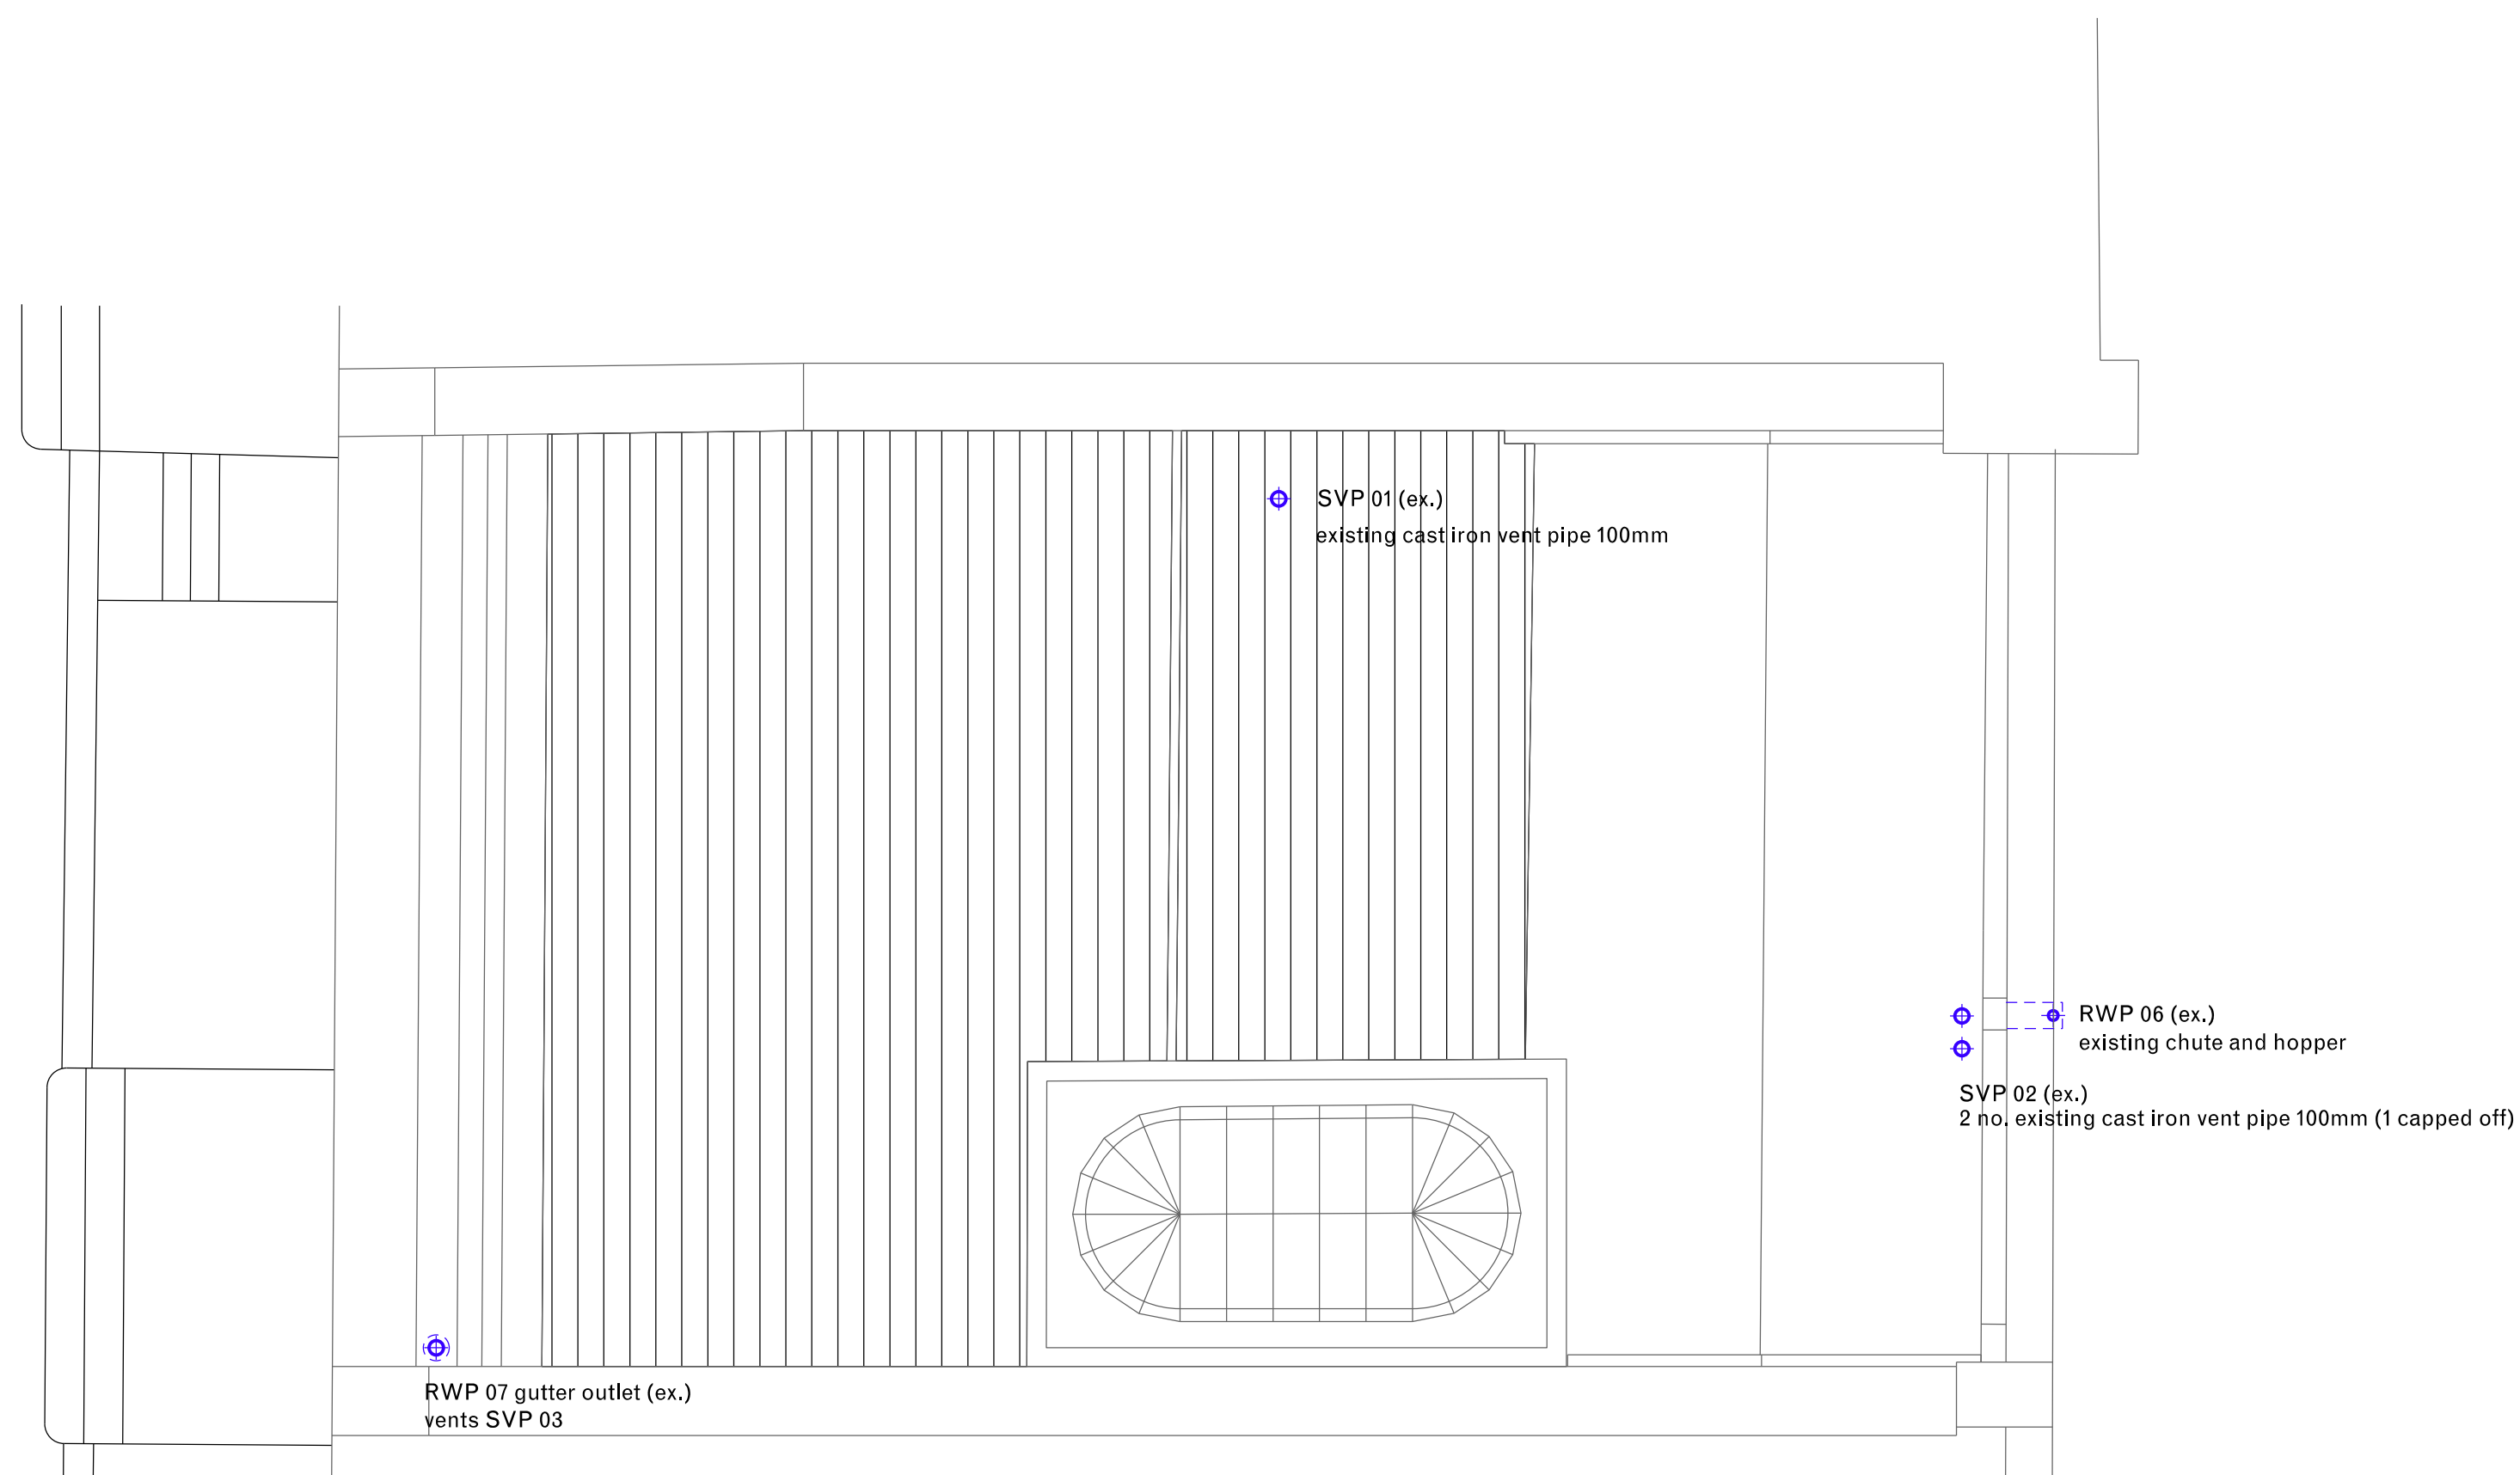 SVP 01 (ex.)
existing cast iron vent pipe 100mm
RWP 06 (ex.)
existing chute and hopper
SVP 02 (ex.)
2 no. existing cast iron vent pipe 100mm (1 capped off)
RWP 07 gutter outlet (ex.)
vents SVP 03